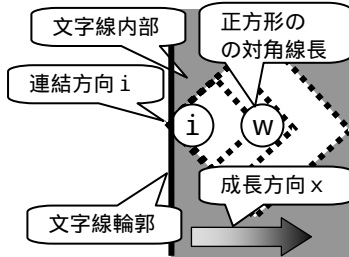 文字線内部
正方形の
の対角線長
連結方向ｉ
i
w
成長方向ｘ
文字線輪郭